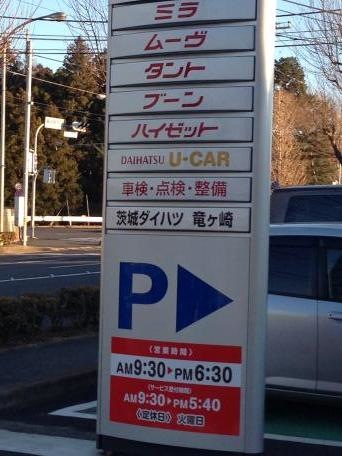 ミラ
ムーヴ
タント
ブーン
ハイゼット
DAIHATSU U-CAR
車検・点検・整備
茨城ダイハツ 竜ヶ崎
P
〈営業時間〉
AM9:30▶PM6:30
〈サービス受付時間〉
AM9:30▶PM5:40
〈定休日〉火曜日